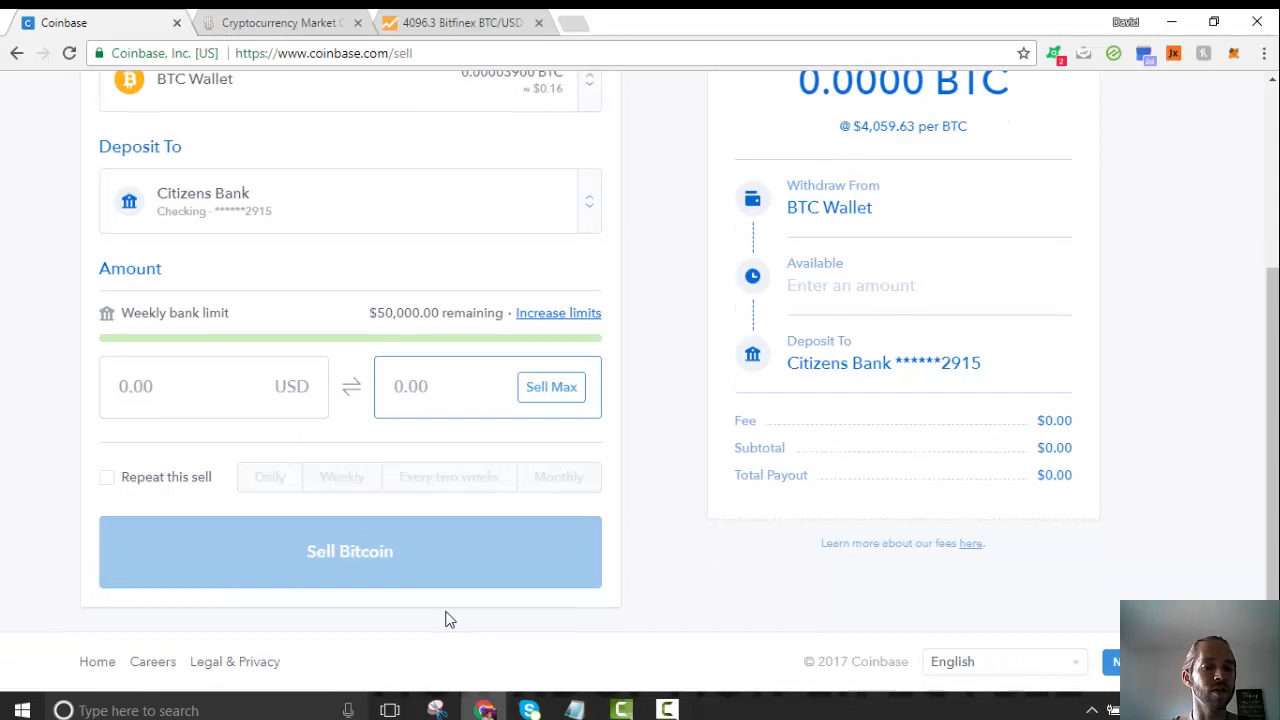 Coinbase
Cryptocurrency Market C
4096.3 Bitfinex BTC/USD
David
Coinbase, Inc. [US]
https://www.coinbase.com/sell
2
2d
Jx
BTC Wallet
0.00003900 BTC
≈ $0.16
Deposit To
Citizens Bank
Checking · ******2915
Amount
Weekly bank limit
$50,000.00 remaining · Increase limits
0.00 USD
0.00 Sell Max
Repeat this sell
Daily Weekly Every two weeks Monthly
Sell Bitcoin
0.0000 BTC
@ $4,059.63 per BTC
Withdraw From
BTC Wallet
Available
Enter an amount
Deposit To
Citizens Bank ******2915
Fee $0.00
Subtotal $0.00
Total Payout $0.00
Learn more about our fees here.
Home Careers Legal & Privacy
© 2017 Coinbase
English
N
Type here to search